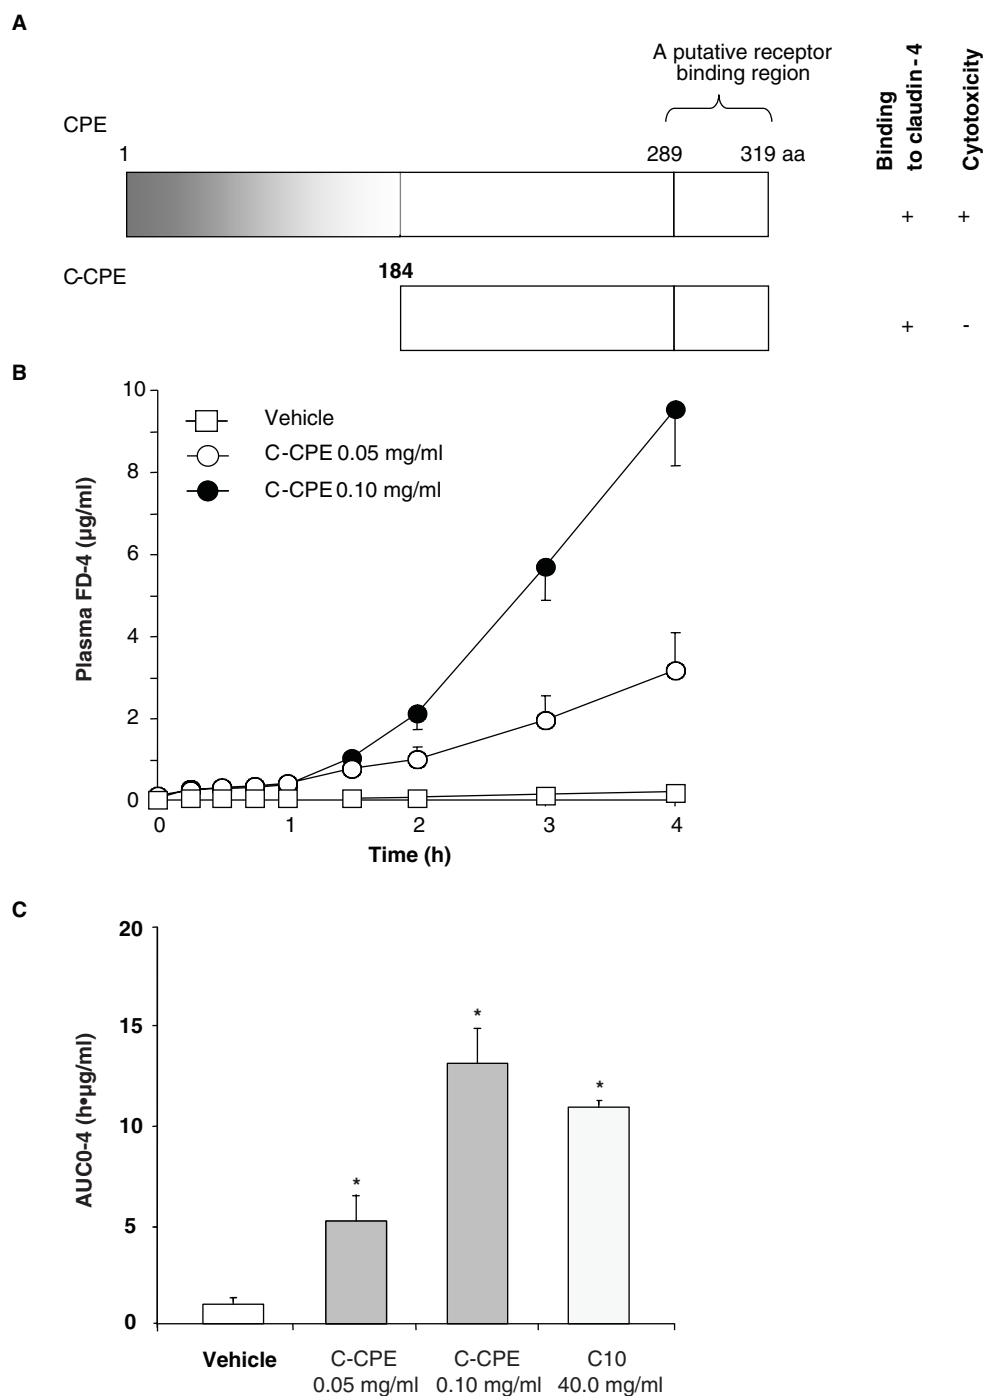 A
A putative receptor
binding region
Binding
to claudin-4
Cytotoxicity
CPE
1
289
319 aa
+
+
C-CPE
184
+
-
B
10
8
6
4
2
0
Plasma FD-4 (µg/ml)
Vehicle
C-CPE 0.05 mg/ml
C-CPE 0.10 mg/ml
0
1
2
3
4
Time (h)
C
20
15
10
5
0
AUC0-4 (h•µg/ml)
*
*
*
Vehicle
C-CPE
0.05 mg/ml
C-CPE
0.10 mg/ml
C10
40.0 mg/ml